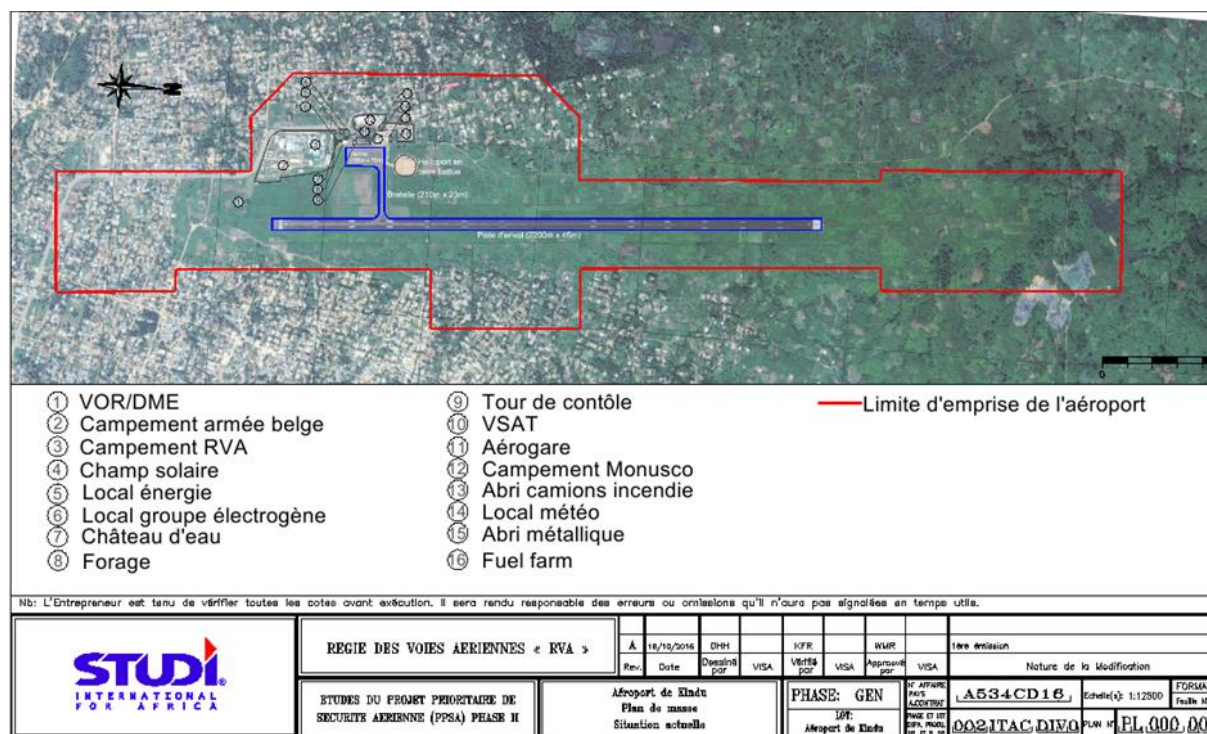 Héliport en
terre battue
Bretelle (210m x 23m)
Piste d'envol (2200m x 45m)
0
① VOR/DME
② Campement armée belge
③ Campement RVA
④ Champ solaire
⑤ Local énergie
⑥ Local groupe électrogène
⑦ Château d'eau
⑧ Forage
⑨ Tour de contôle
⑩ VSAT
⑪ Aérogare
⑫ Campement Monusco
⑬ Abri camions incendie
⑭ Local météo
⑮ Abri métallique
⑯ Fuel farm
Limite d'emprise de l'aéroport
Nb: L'Entrepreneur est tenu de vérifier toutes les cotes avant exécution. Il sera rendu responsable des erreurs ou omissions qu'il n'aura pas signalées en temps utile.
STUDI
INTERNATIONAL
FOR AFRICA
REGIE DES VOIES AERIENNES « RVA »
ETUDES DU PROJET PRIORITAIRE DE
SECURITE AERIENNE (PPSA) PHASE II
A 18/10/2016 DHH KFR WMR 1ère émission
Rev. Date Dessiné par VISA Vérifié par VISA Approuvé par VISA Nature de la Modification
Aéroport de Kindu
Plan de masse
Situation actuelle
PHASE: GEN
LOT:
Aéroport de Kindu
N° AFFAIRE
A534CD16
Echelle(s): 1:12500
FORMA
002 ITAC DIVO
PLAN N°
PL 000 00